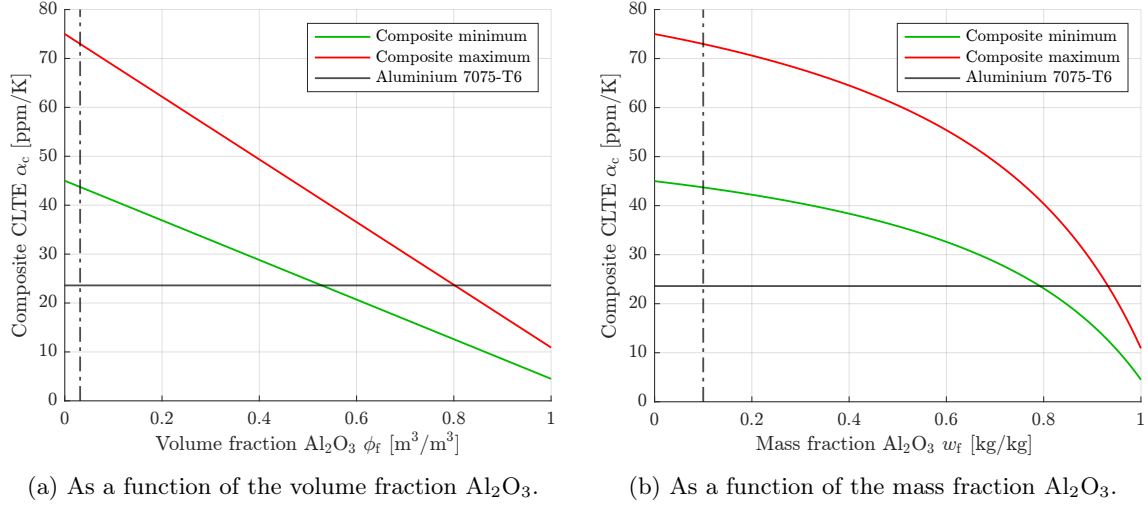 80
70
60
50
40
30
20
10
0
Composite CLTE α_c [ppm/K]
Composite minimum
Composite maximum
Aluminium 7075-T6
0 0.2 0.4 0.6 0.8 1
Volume fraction Al₂O₃ ϕ_f [m³/m³]
(a) As a function of the volume fraction Al₂O₃.
80
70
60
50
40
30
20
10
0
Composite CLTE α_c [ppm/K]
Composite minimum
Composite maximum
Aluminium 7075-T6
0 0.2 0.4 0.6 0.8 1
Mass fraction Al₂O₃ w_f [kg/kg]
(b) As a function of the mass fraction Al₂O₃.